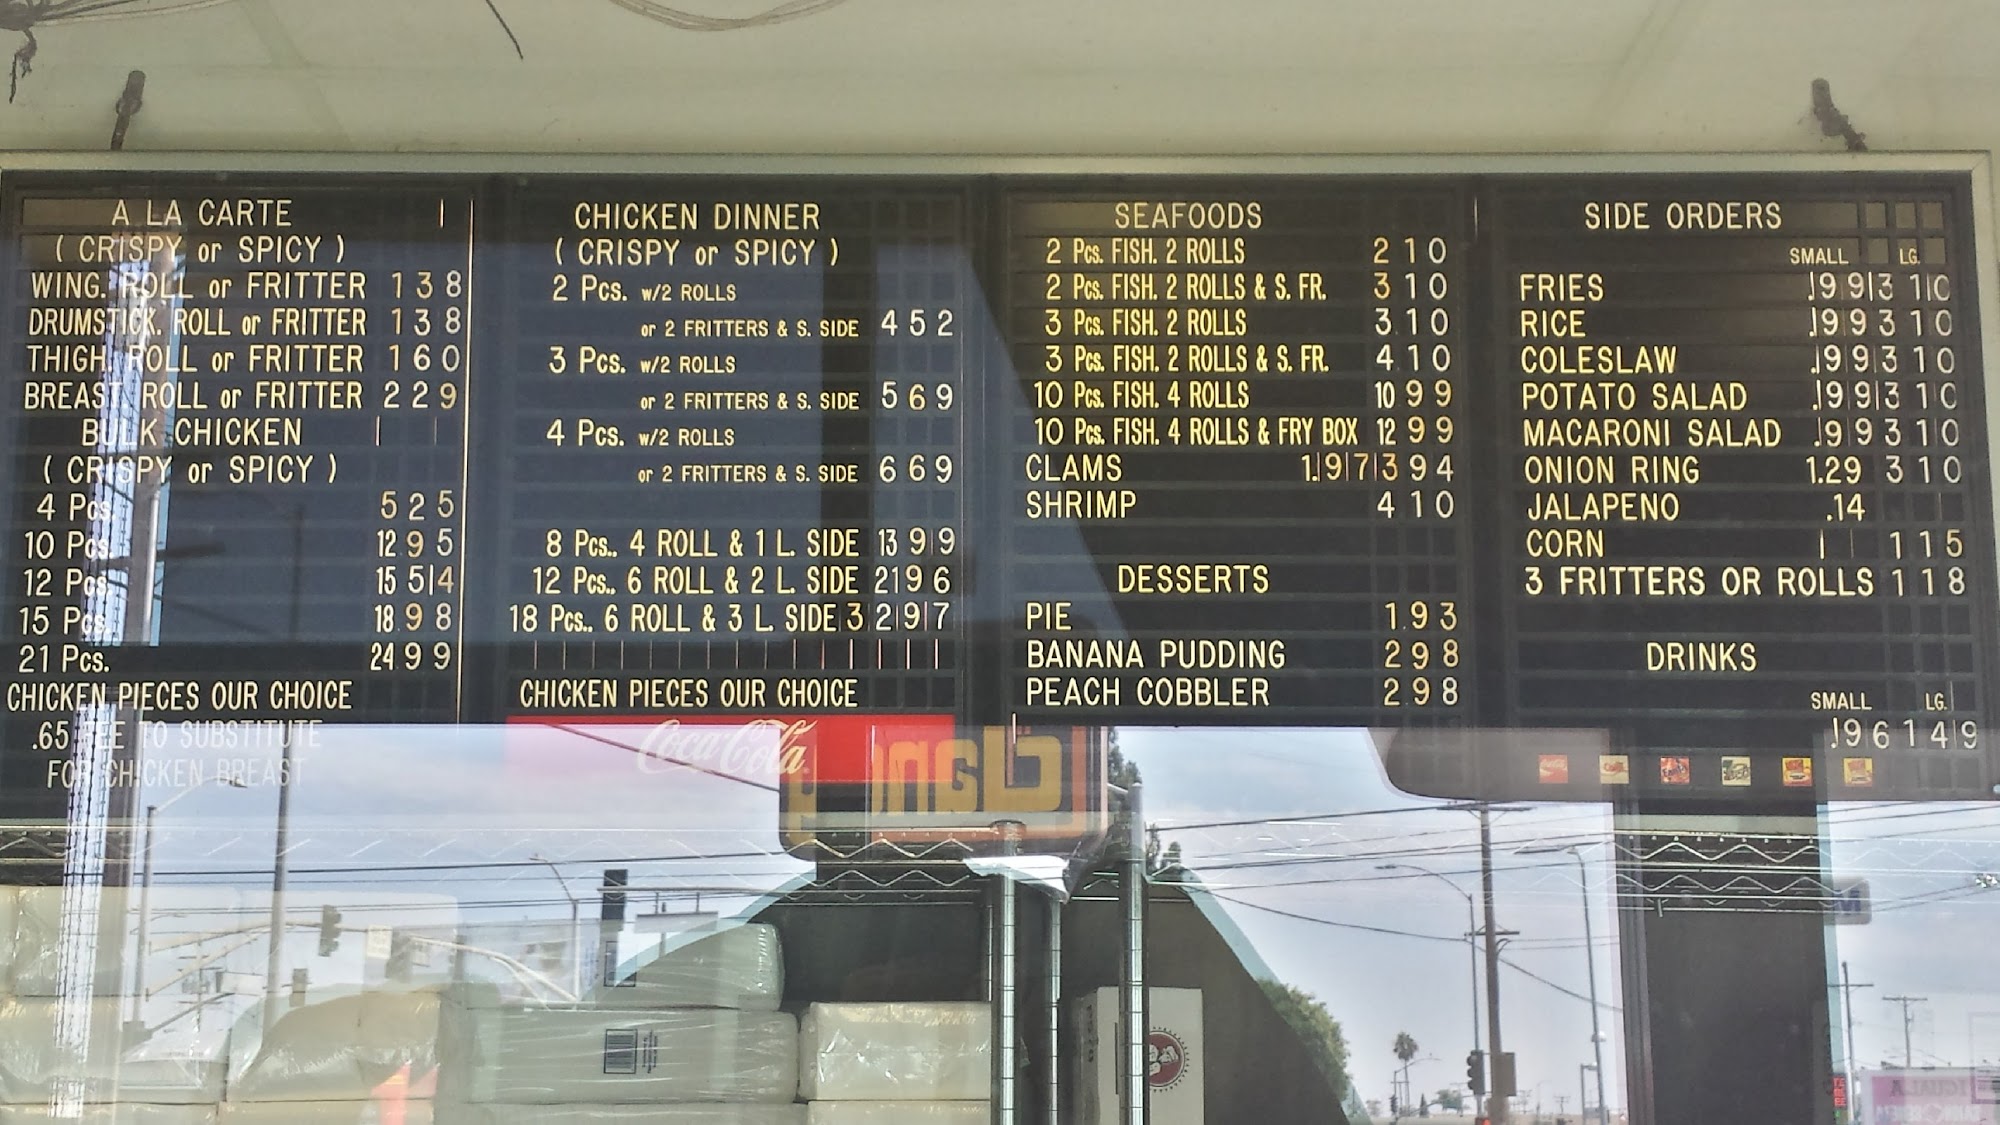 A LA CARTE
( CRISPY or SPICY )
WING. ROLL or FRITTER 1 3 8
DRUMSTICK. ROLL or FRITTER 1 3 8
THIGH. ROLL or FRITTER 1 6 0
BREAST. ROLL or FRITTER 2 2 9
BULK CHICKEN
( CRISPY or SPICY )
4 Pcs. 5 2 5
10 Pcs. 12 9 5
12 Pcs. 15 5 4
15 Pcs. 18 9 8
21 Pcs. 24 9 9
CHICKEN PIECES OUR CHOICE
.65 FEE TO SUBSTITUTE
FOR CHICKEN BREAST
CHICKEN DINNER
( CRISPY or SPICY )
2 Pcs. w/2 ROLLS
or 2 FRITTERS & S. SIDE 4 5 2
3 Pcs. w/2 ROLLS
or 2 FRITTERS & S. SIDE 5 6 9
4 Pcs. w/2 ROLLS
or 2 FRITTERS & S. SIDE 6 6 9
8 Pcs.. 4 ROLL & 1 L. SIDE 13 9 9
12 Pcs.. 6 ROLL & 2 L. SIDE 21 9 6
18 Pcs.. 6 ROLL & 3 L. SIDE 3 2 9 7
CHICKEN PIECES OUR CHOICE
Coca-Cola
SEAFOODS
2 Pcs. FISH. 2 ROLLS 2 1 0
2 Pcs. FISH. 2 ROLLS & S. FR. 3 1 0
3 Pcs. FISH. 2 ROLLS 3 1 0
3 Pcs. FISH. 2 ROLLS & S. FR. 4 1 0
10 Pcs. FISH. 4 ROLLS 10 9 9
10 Pcs. FISH. 4 ROLLS & FRY BOX 12 9 9
CLAMS 1.97 3 9 4
SHRIMP 4 1 0
DESSERTS
PIE 1.9 3
BANANA PUDDING 2 9 8
PEACH COBBLER 2 9 8
SIDE ORDERS
SMALL LG.
FRIES .99 3 1 0
RICE .99 3 1 0
COLESLAW .99 3 1 0
POTATO SALAD .99 3 1 0
MACARONI SALAD .99 3 1 0
ONION RING 1.29 3 1 0
JALAPENO .14
CORN 1 1 5
3 FRITTERS OR ROLLS 1 1 8
DRINKS
SMALL LG.
.96 1 4 9